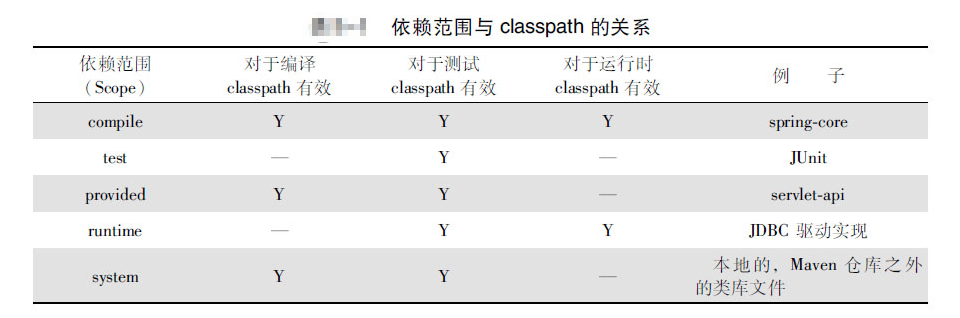 依赖范围与 classpath 的关系
依赖范围 对于编译 对于测试 对于运行时 例 子
(Scope) classpath 有效 classpath 有效 classpath 有效
compile Y Y Y spring-core
test — Y — JUnit
provided Y Y — servlet-api
runtime — Y Y JDBC 驱动实现
system Y Y — 本地的，Maven 仓库之外
的类库文件